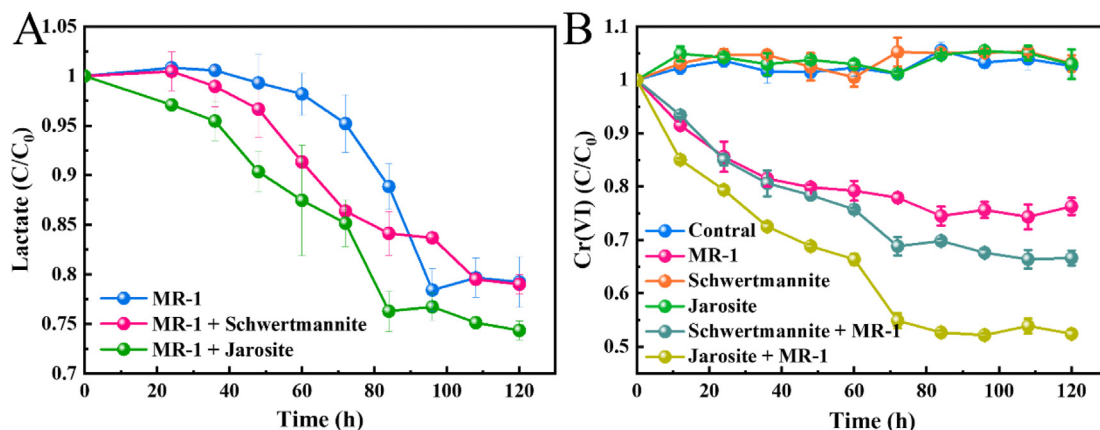 A
Lactate (C/C₀)
1.05
1
0.95
0.9
0.85
0.8
0.75
0.7
MR-1
MR-1 + Schwertmannite
MR-1 + Jarosite
0
20
40
60
80
100
120
Time (h)
B
Cr(VI) (C/C₀)
1.1
1
0.9
0.8
0.7
0.6
0.5
Contral
MR-1
Schwertmannite
Jarosite
Schwertmannite + MR-1
Jarosite + MR-1
0
20
40
60
80
100
120
Time (h)